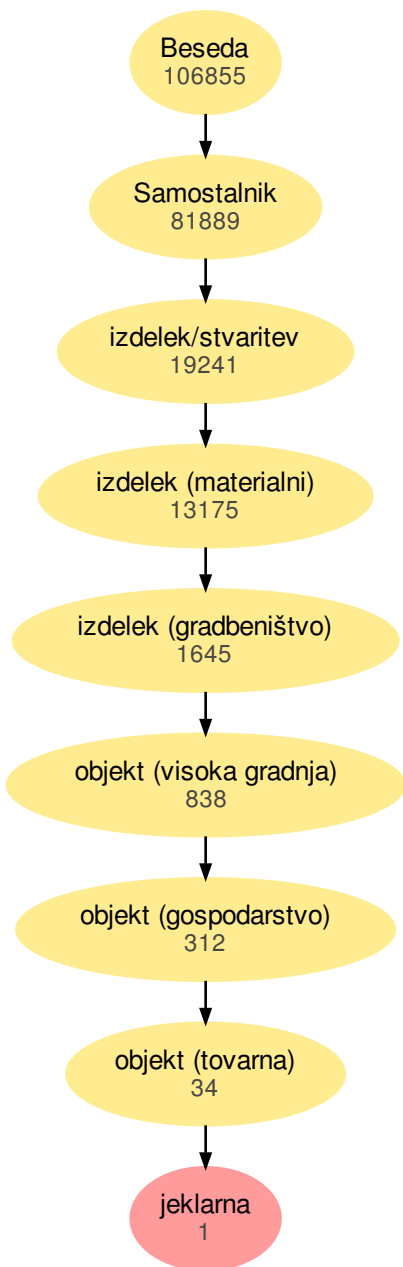 Beseda
106855
Samostalnik
81889
izdelek/stvaritev
19241
izdelek (materialni)
13175
izdelek (gradbeništvo)
1645
objekt (visoka gradnja)
838
objekt (gospodarstvo)
312
objekt (tovarna)
34
jeklarna
1